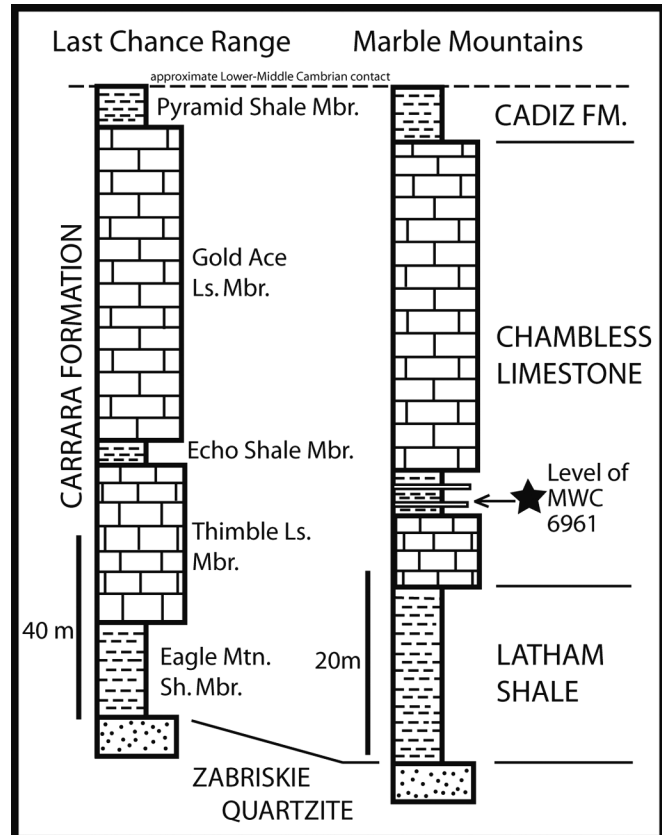 Last Chance Range
Marble Mountains
approximate Lower-Middle Cambrian contact
Pyramid Shale Mbr.
CADIZ FM.
CARRARA FORMATION
Gold Ace
Ls. Mbr.
CHAMBLESS
LIMESTONE
Echo Shale Mbr.
Level of
MWC
6961
Thimble Ls.
Mbr.
40 m
Eagle Mtn.
Sh. Mbr.
20m
LATHAM
SHALE
ZABRISKIE
QUARTZITE